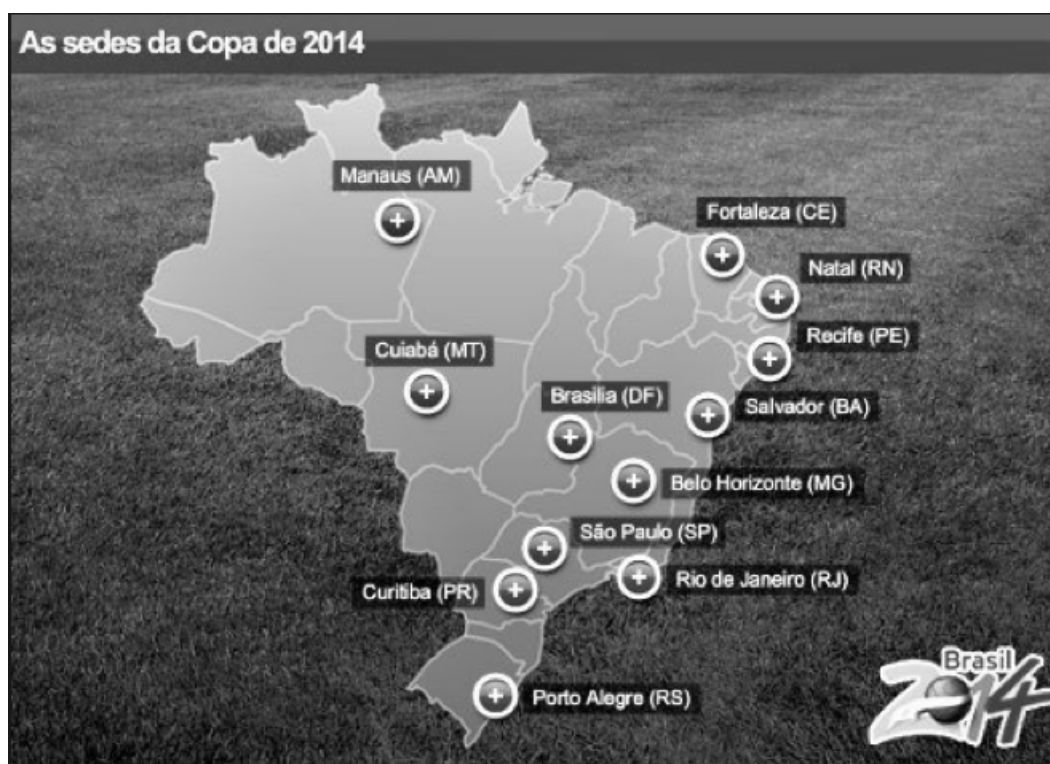 As sedes da Copa de 2014
Manaus (AM)
Fortaleza (CE)
Natal (RN)
Recife (PE)
Cuiabá (MT)
Brasília (DF)
Salvador (BA)
Belo Horizonte (MG)
São Paulo (SP)
Rio de Janeiro (RJ)
Curitiba (PR)
Porto Alegre (RS)
Brasil
2014